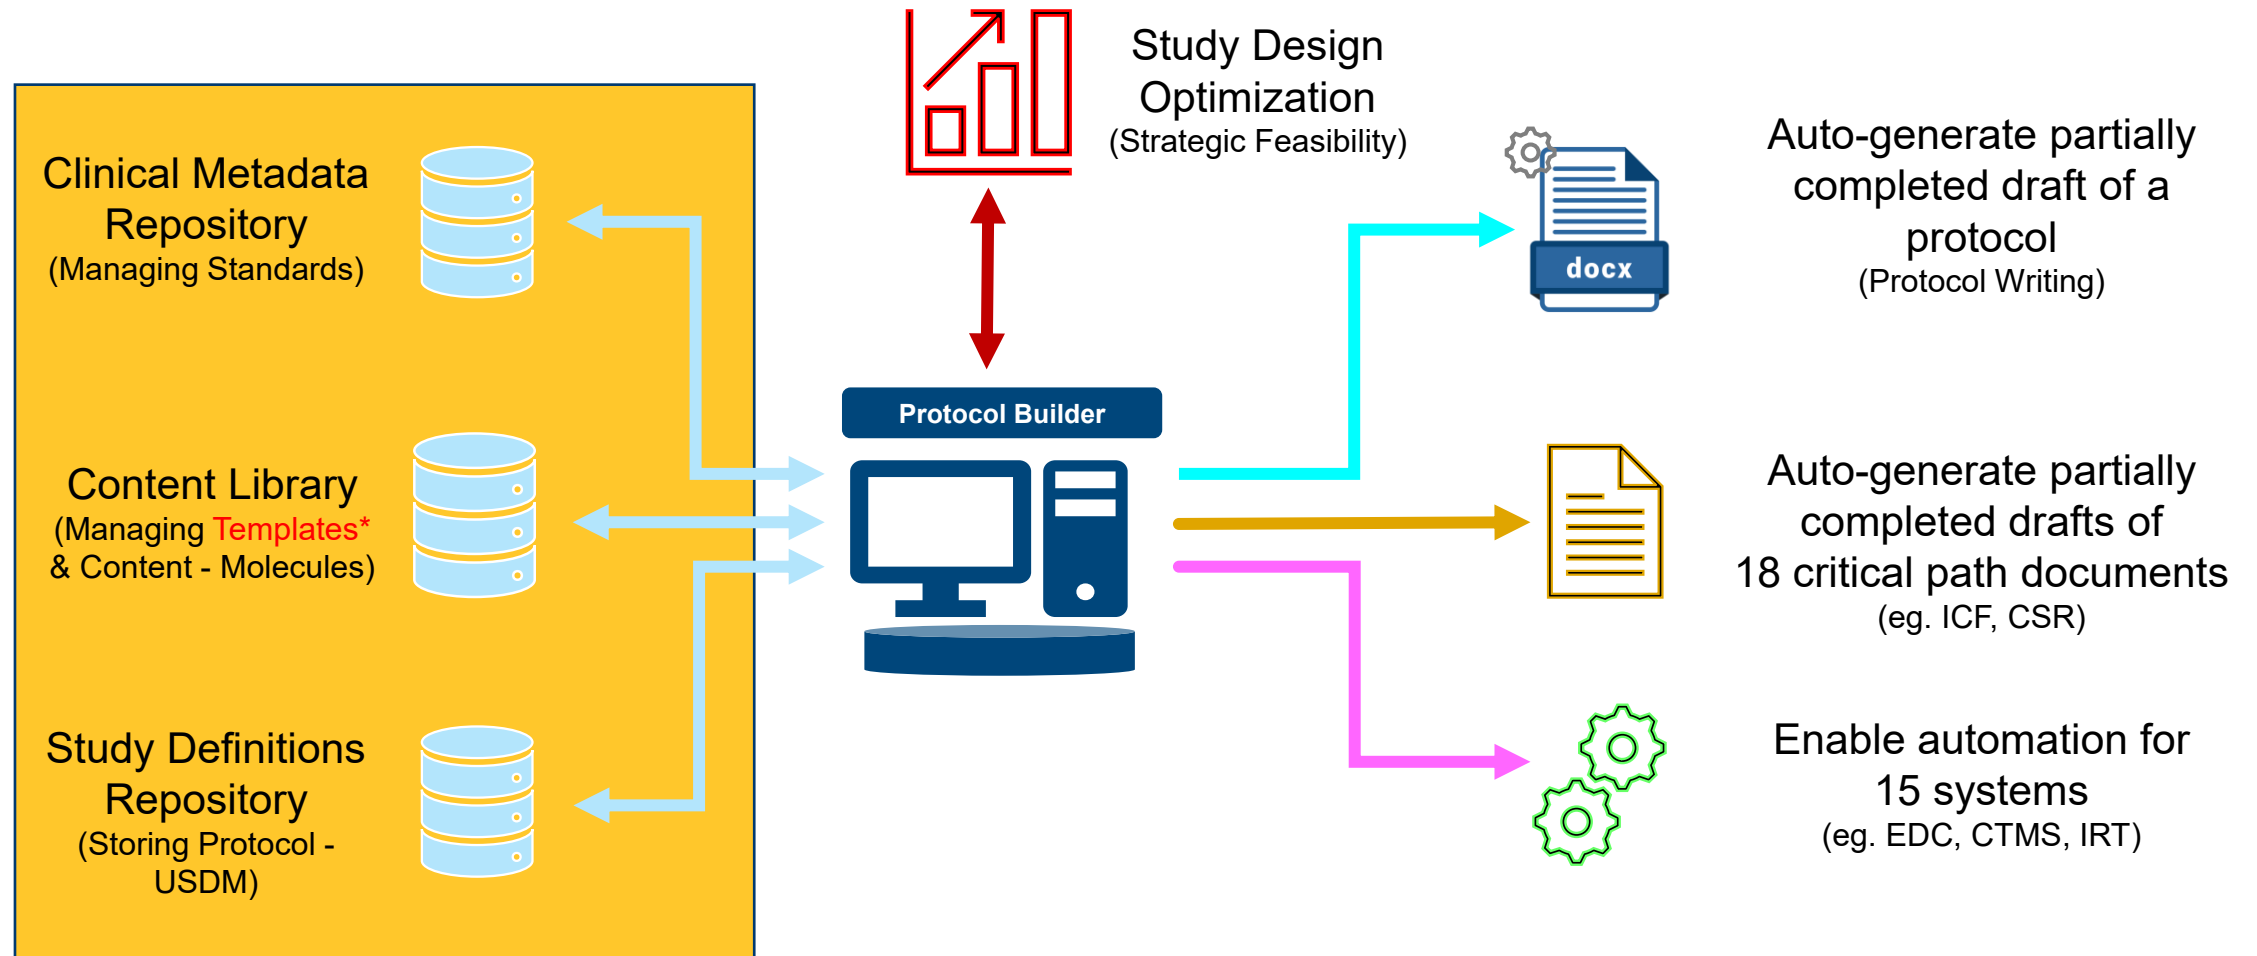 Study Design
Optimization
(Strategic Feasibility)
Clinical Metadata
Repository
(Managing Standards)
Content Library
(Managing Templates*
& Content - Molecules)
Study Definitions
Repository
(Storing Protocol -
USDM)
Protocol Builder
docx
Auto-generate partially
completed draft of a
protocol
(Protocol Writing)
Auto-generate partially
completed drafts of
18 critical path documents
(eg. ICF, CSR)
Enable automation for
15 systems
(eg. EDC, CTMS, IRT)